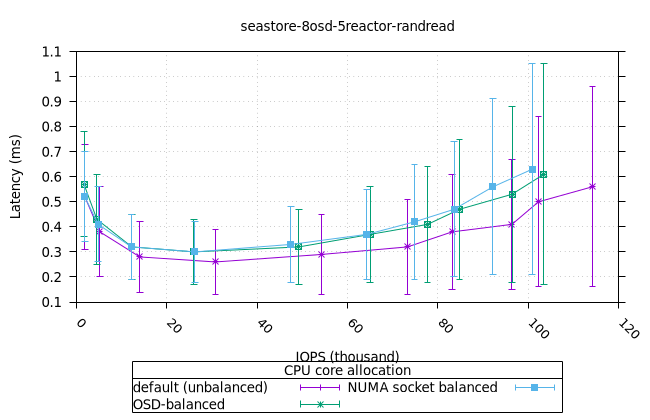 seastore-8osd-5reactor-randread
1.1
1
0.9
0.8
0.7
0.6
0.5
0.4
0.3
0.2
0.1
Latency (ms)
0 20 40 60 80 100 120
IOPS (thousand)
CPU core allocation
default (unbalanced) NUMA socket balanced
OSD-balanced